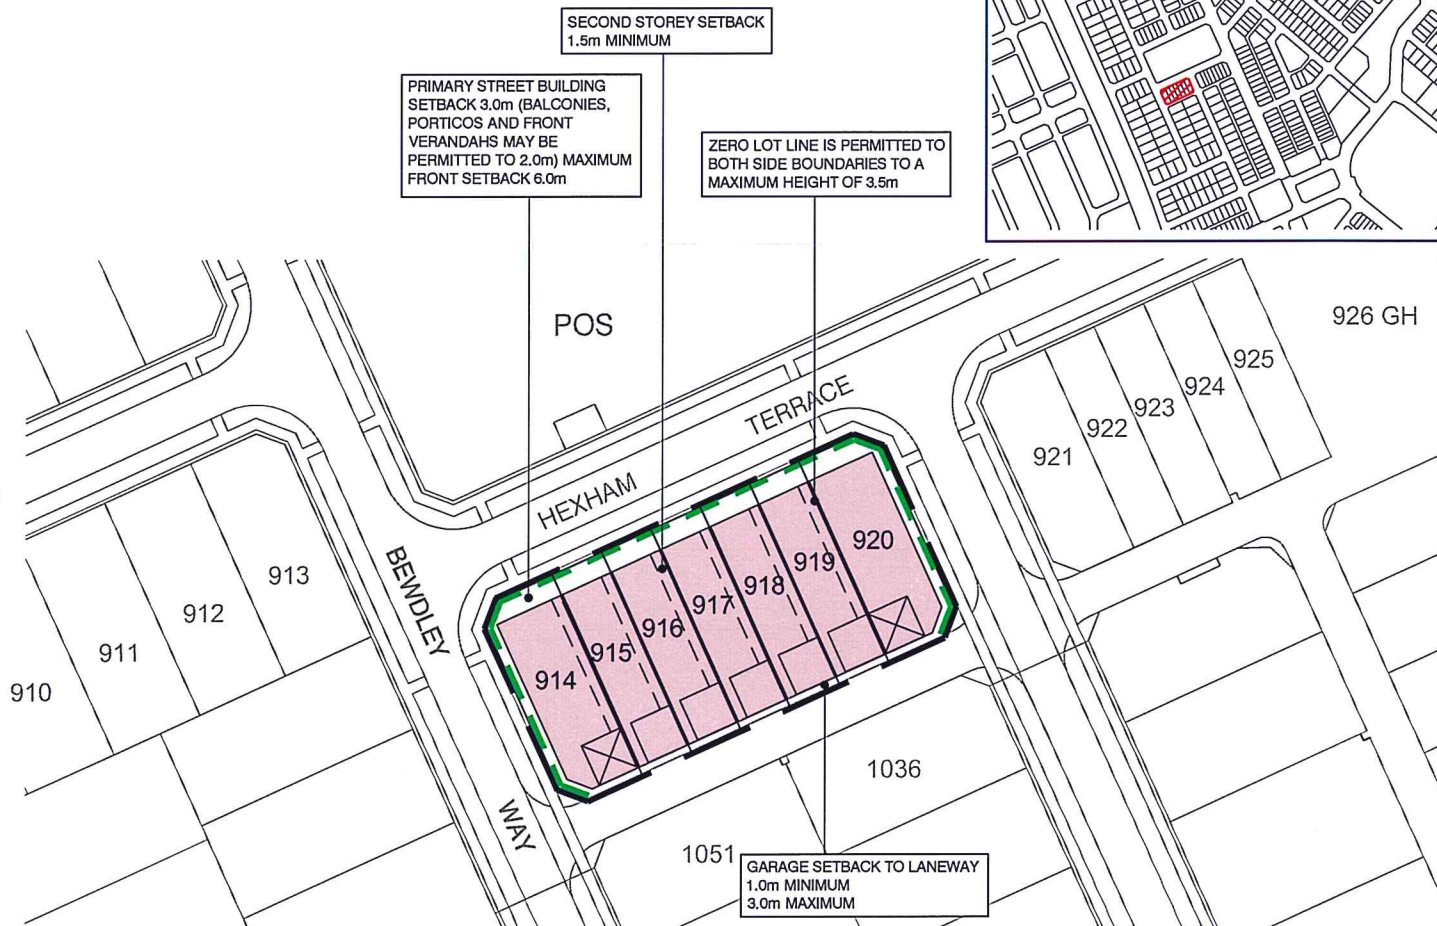 SECOND STOREY SETBACK
1.5m MINIMUM
PRIMARY STREET BUILDING
SETBACK 3.0m (BALCONIES,
PORTICOS AND FRONT
VERANDAHS MAY BE
PERMITTED TO 2.0m) MAXIMUM
FRONT SETBACK 6.0m
ZERO LOT LINE IS PERMITTED TO
BOTH SIDE BOUNDARIES TO A
MAXIMUM HEIGHT OF 3.5m
POS
926 GH
925
924
923
922
921
HEXHAM TERRACE
920
919
918
917
916
915
914
913
912
911
910
BEWDLEY WAY
1036
1051
GARAGE SETBACK TO LANEWAY
1.0m MINIMUM
3.0m MAXIMUM